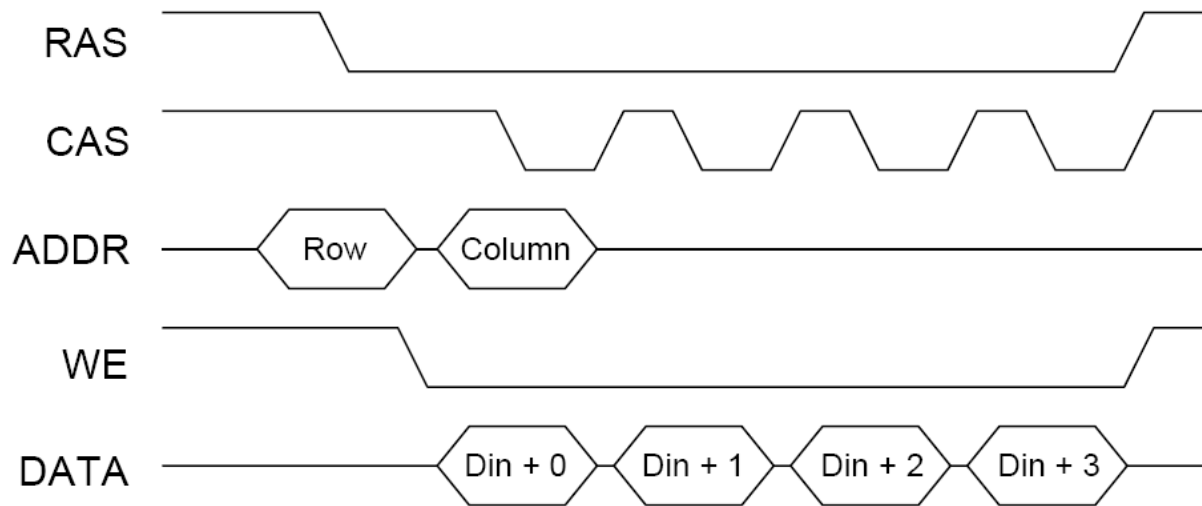 RAS
CAS
ADDR Row Column
WE
DATA Din + 0 Din + 1 Din + 2 Din + 3